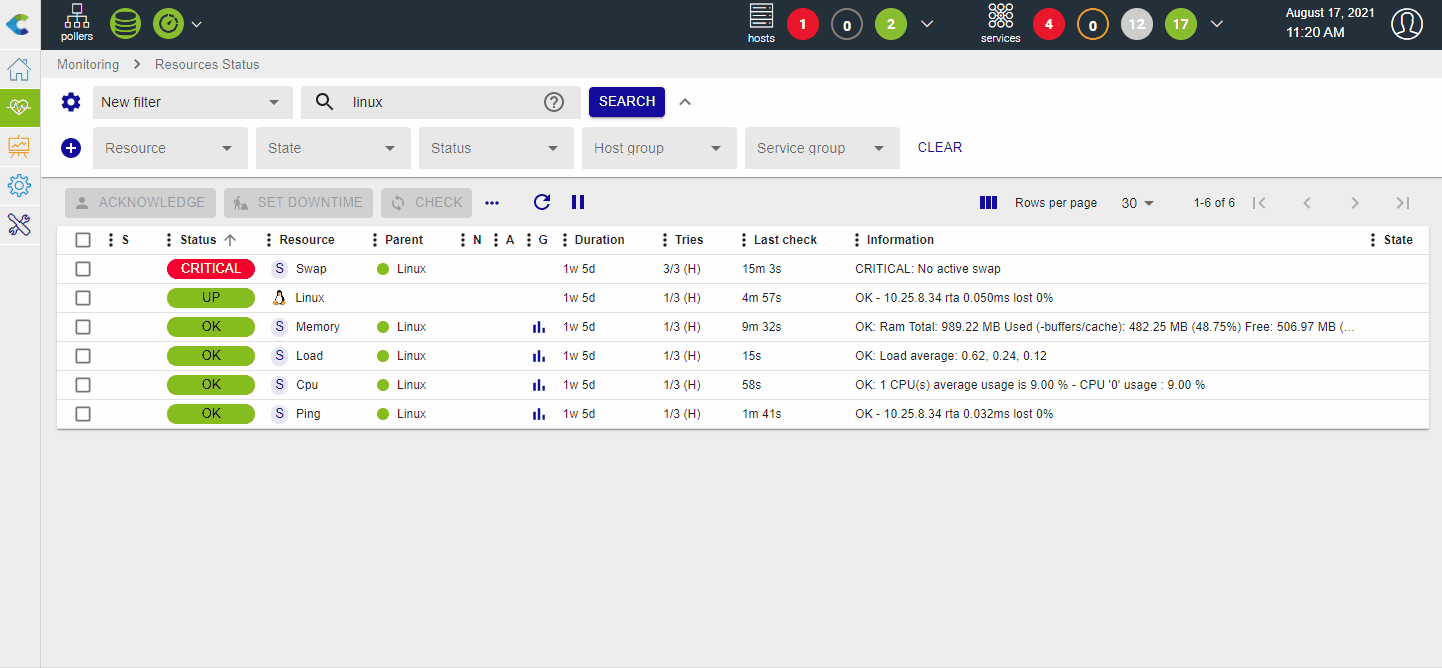 pollers
hosts 1 0 2
services 4 0 12 17
August 17, 2021
11:20 AM
Monitoring Resources Status
New filter linux ? SEARCH
Resource State Status Host group Service group CLEAR
ACKNOWLEDGE SET DOWNTIME CHECK Rows per page 30 1-6 of 6
S Status Resource Parent N A G Duration Tries Last check Information State
CRITICAL S Swap Linux 1w 5d 3/3 (H) 15m 3s CRITICAL: No active swap
UP Linux 1w 5d 1/3 (H) 4m 57s OK - 10.25.8.34 rta 0.050ms lost 0%
OK S Memory Linux 1w 5d 1/3 (H) 9m 32s OK: Ram Total: 989.22 MB Used (-buffers/cache): 482.25 MB (48.75%) Free: 506.97 MB (...
OK S Load Linux 1w 5d 1/3 (H) 15s OK: Load average: 0.62, 0.24, 0.12
OK S Cpu Linux 1w 5d 1/3 (H) 58s OK: 1 CPU(s) average usage is 9.00 % - CPU '0' usage : 9.00 %
OK S Ping Linux 1w 5d 1/3 (H) 1m 41s OK - 10.25.8.34 rta 0.032ms lost 0%